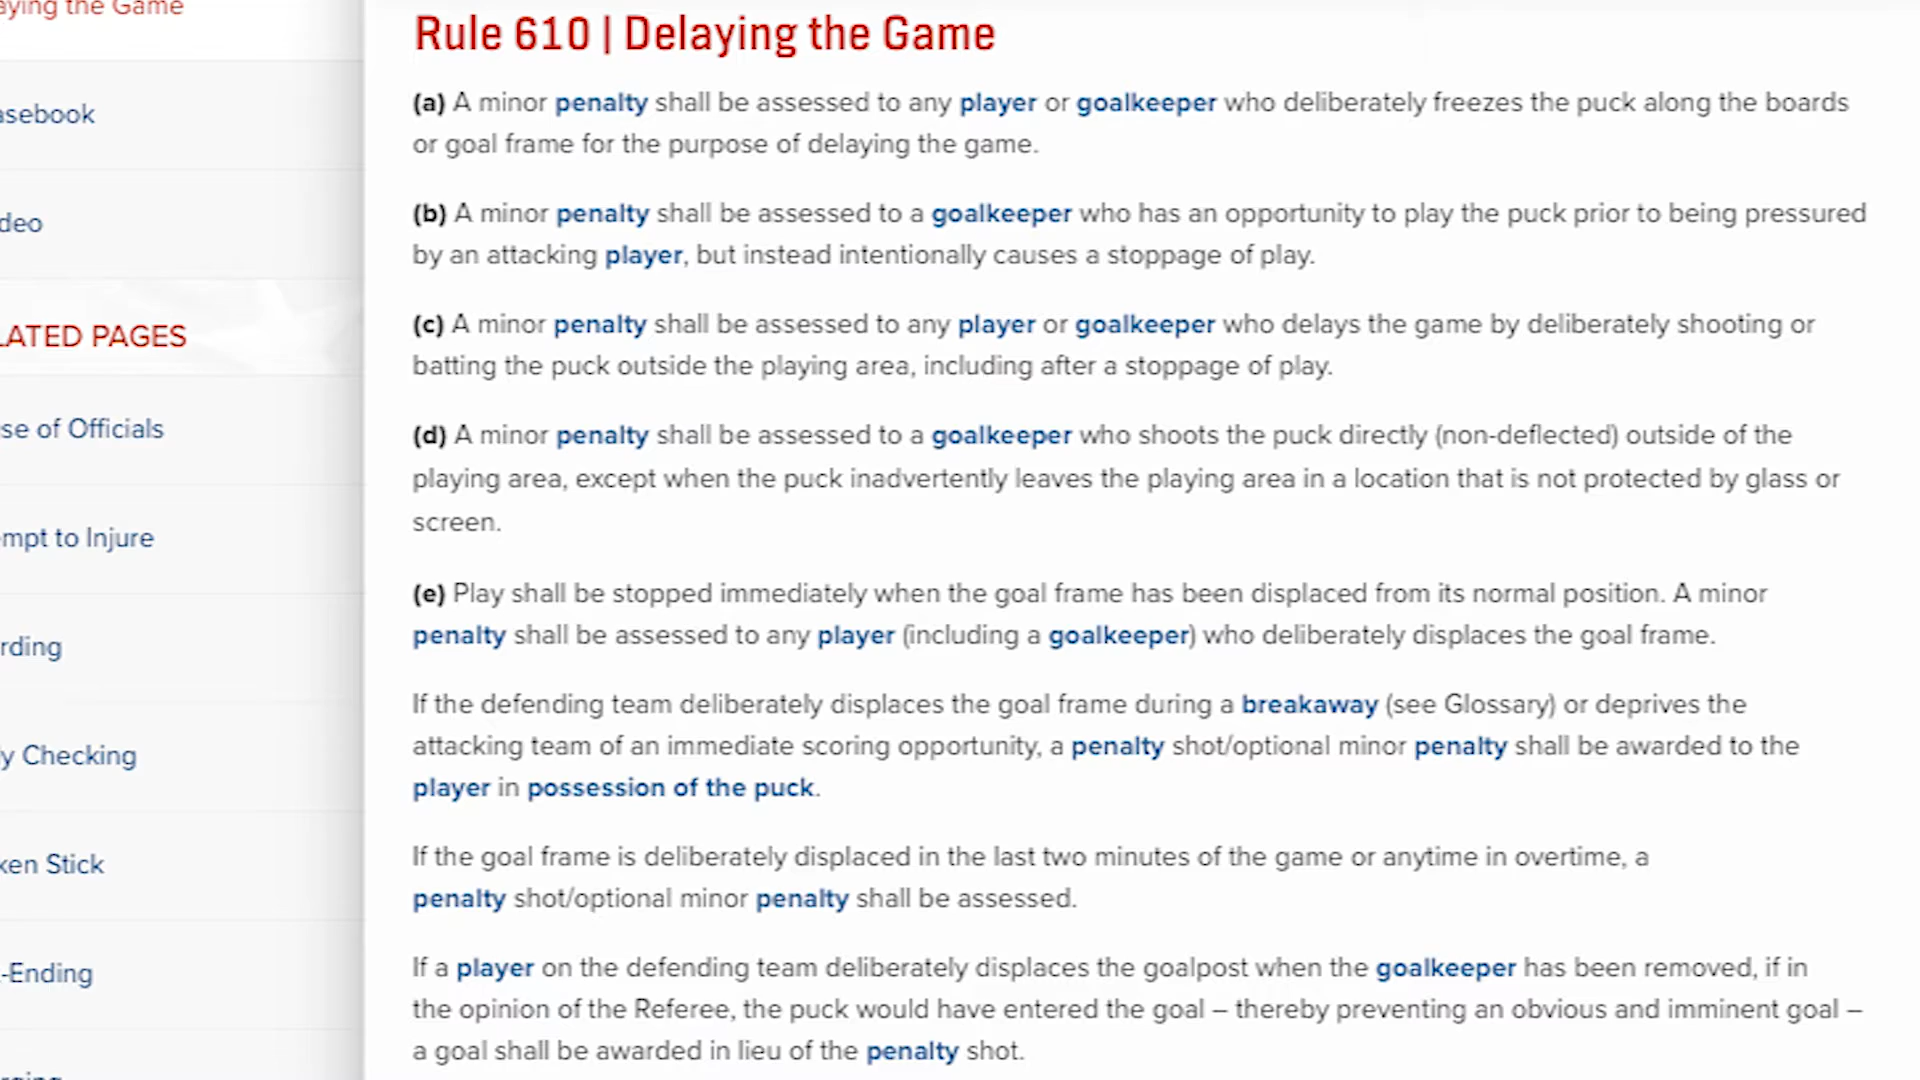 aying the Game
asebook
deo
LATED PAGES
se of Officials
mpt to Injure
rding
y Checking
ken Stick
-Ending
Rule 610 | Delaying the Game
(a) A minor penalty shall be assessed to any player or goalkeeper who deliberately freezes the puck along the boards
or goal frame for the purpose of delaying the game.
(b) A minor penalty shall be assessed to a goalkeeper who has an opportunity to play the puck prior to being pressured
by an attacking player, but instead intentionally causes a stoppage of play.
(c) A minor penalty shall be assessed to any player or goalkeeper who delays the game by deliberately shooting or
batting the puck outside the playing area, including after a stoppage of play.
(d) A minor penalty shall be assessed to a goalkeeper who shoots the puck directly (non-deflected) outside of the
playing area, except when the puck inadvertently leaves the playing area in a location that is not protected by glass or
screen.
(e) Play shall be stopped immediately when the goal frame has been displaced from its normal position. A minor
penalty shall be assessed to any player (including a goalkeeper) who deliberately displaces the goal frame.
If the defending team deliberately displaces the goal frame during a breakaway (see Glossary) or deprives the
attacking team of an immediate scoring opportunity, a penalty shot/optional minor penalty shall be awarded to the
player in possession of the puck.
If the goal frame is deliberately displaced in the last two minutes of the game or anytime in overtime, a
penalty shot/optional minor penalty shall be assessed.
If a player on the defending team deliberately displaces the goalpost when the goalkeeper has been removed, if in
the opinion of the Referee, the puck would have entered the goal – thereby preventing an obvious and imminent goal –
a goal shall be awarded in lieu of the penalty shot.